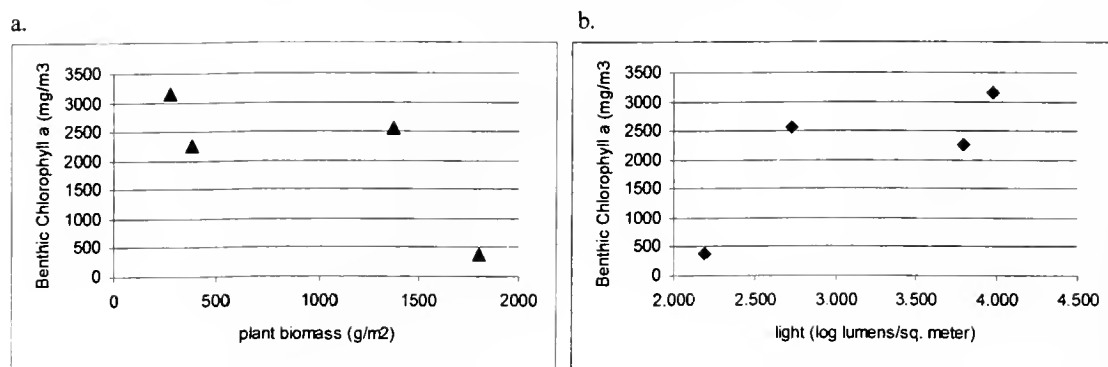 a.
Benthic Chlorophyll a (mg/m3
3500
3000
2500
2000
1500
1000
500
0
0 500 1000 1500 2000
plant biomass (g/m2)
b.
Benthic Chlorophyll a (mg/m3
3500
3000
2500
2000
1500
1000
500
0
2.000 2.500 3.000 3.500 4.000 4.500
light (log lumens/sq. meter)